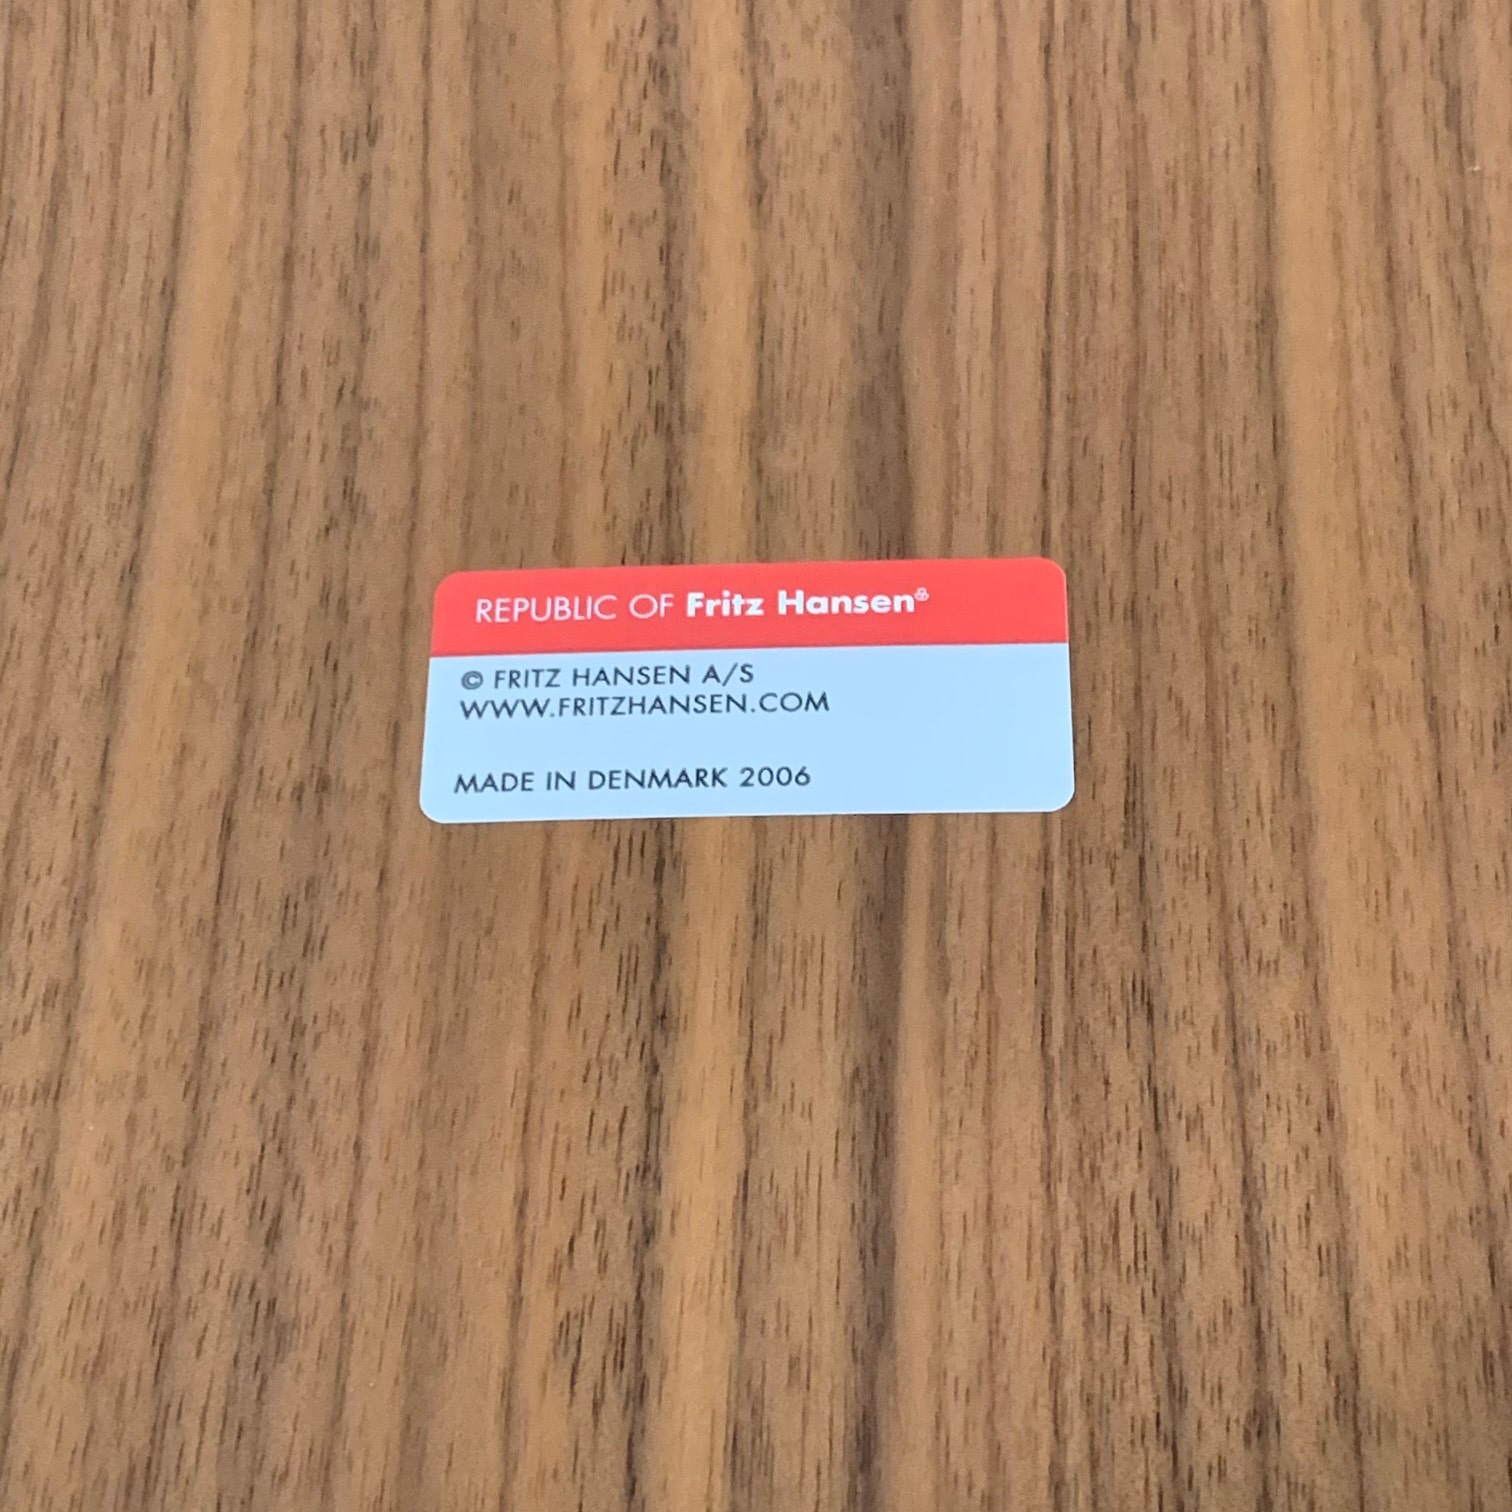 REPUBLIC OF Fritz Hansen®
© FRITZ HANSEN A/S
WWW.FRITZHANSEN.COM
MADE IN DENMARK 2006